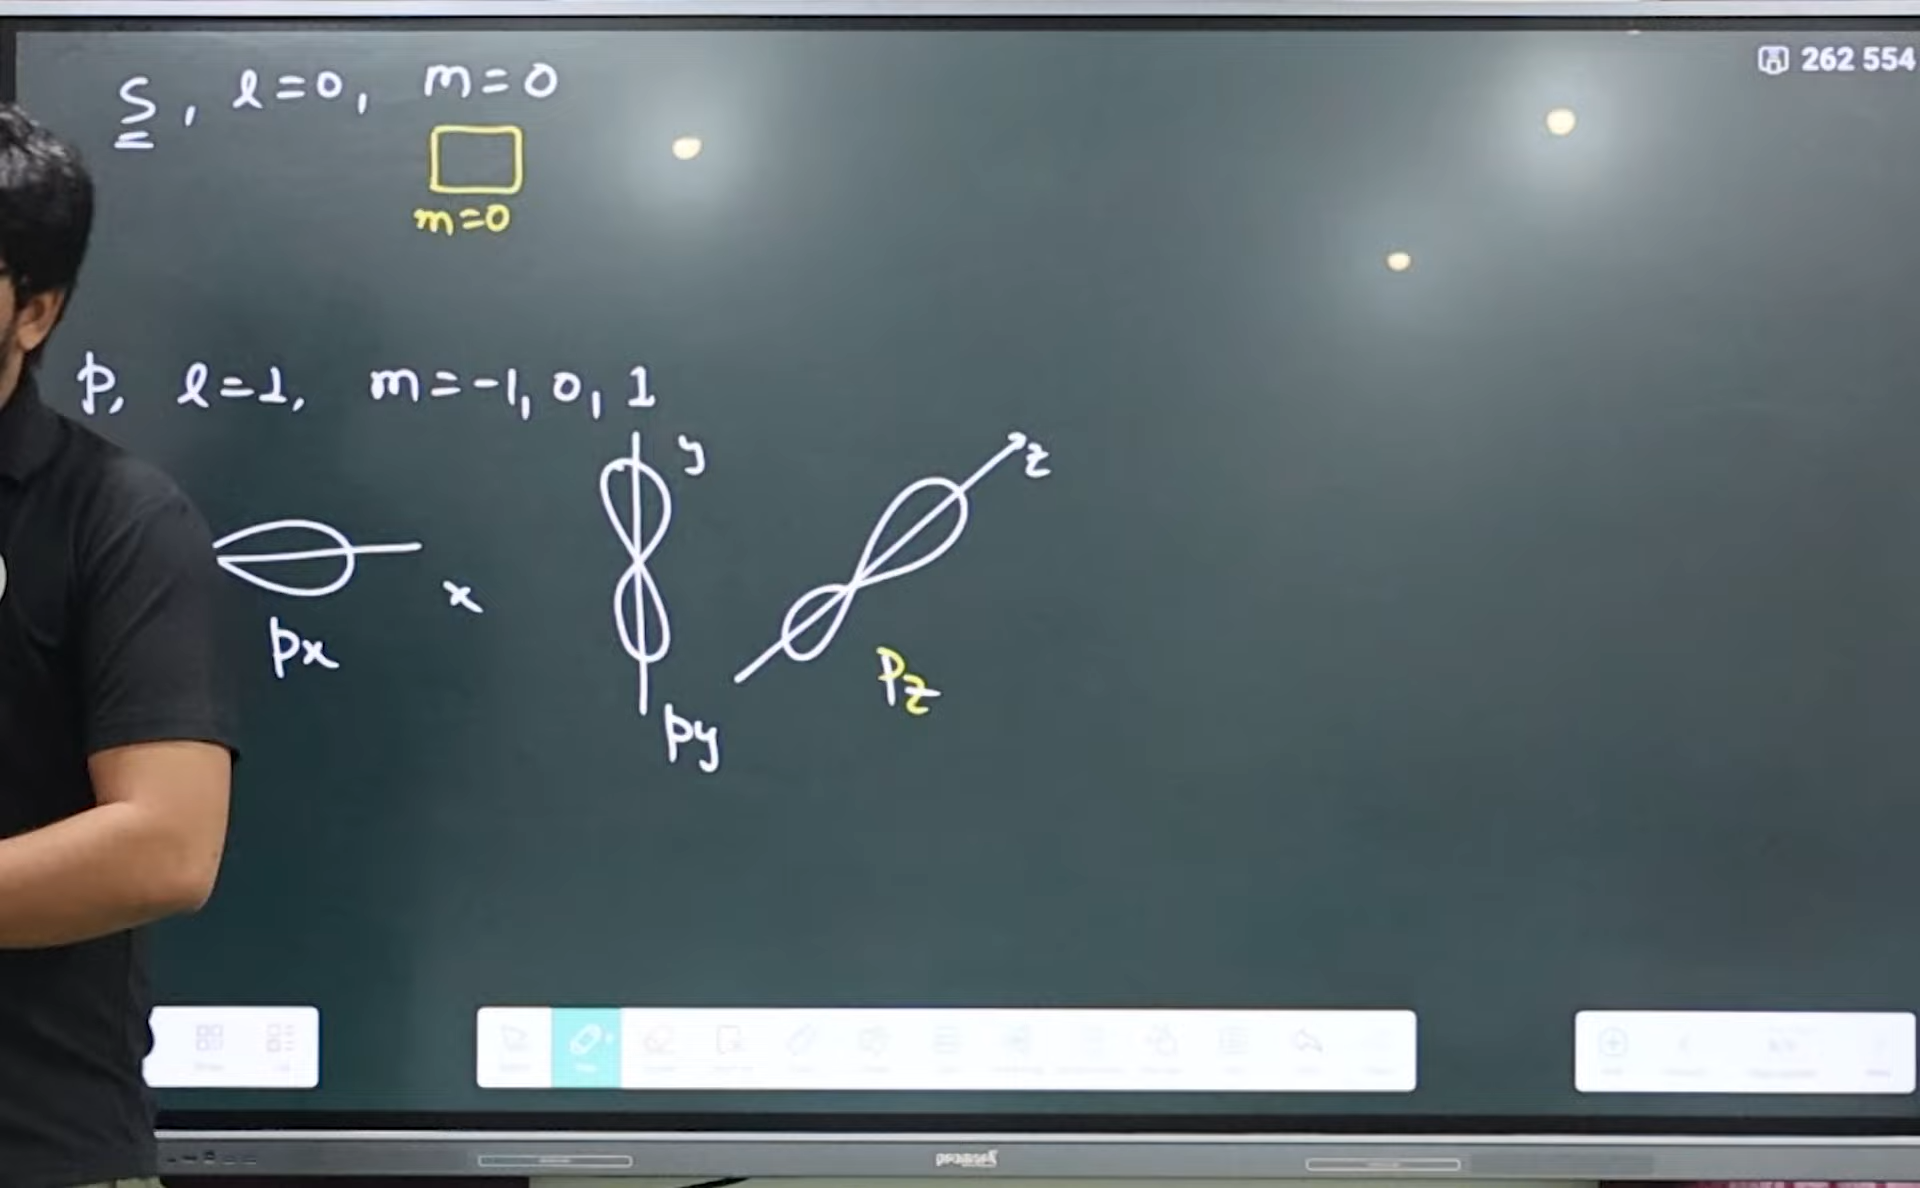 262 554
S, l=0, m=0
m=0
p, l=1, m=-1, 0, 1
y
z
x
px
pz
py